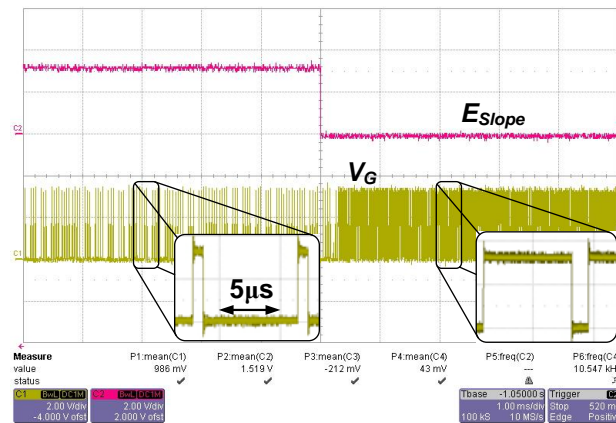 C2
E_Slope
V_G
C1
5µs
Measure P1:mean(C1) P2:mean(C2) P3:mean(C3) P4:mean(C4) P5:freq(C2) P6:freq(C4
value 986 mV 1.519 V -212 mV 43 mV --- 10.547 kH
status
C1 BwL DC1M
2.00 V/div
-4.000 V ofst
C2 BwL DC1M
2.00 V/div
2.000 V ofst
Tbase -1.05000 s
1.00 ms/div
100 kS 10 MS/s
Trigger C2
Stop 520 m
Edge Positiv